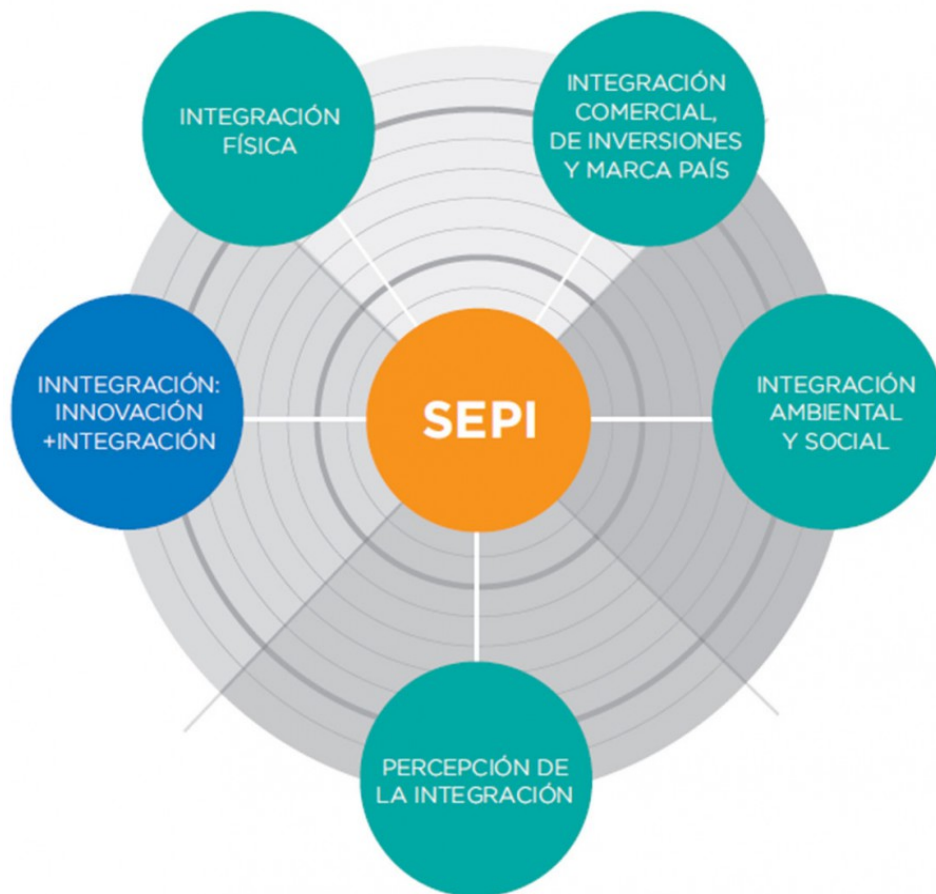 INTEGRACIÓN
FÍSICA
INTEGRACIÓN
COMERCIAL,
DE INVERSIONES
Y MARCA PAÍS
INNTEGRACIÓN:
INNOVACIÓN
+INTEGRACIÓN
SEPI
INTEGRACIÓN
AMBIENTAL
Y SOCIAL
PERCEPCIÓN DE
LA INTEGRACIÓN